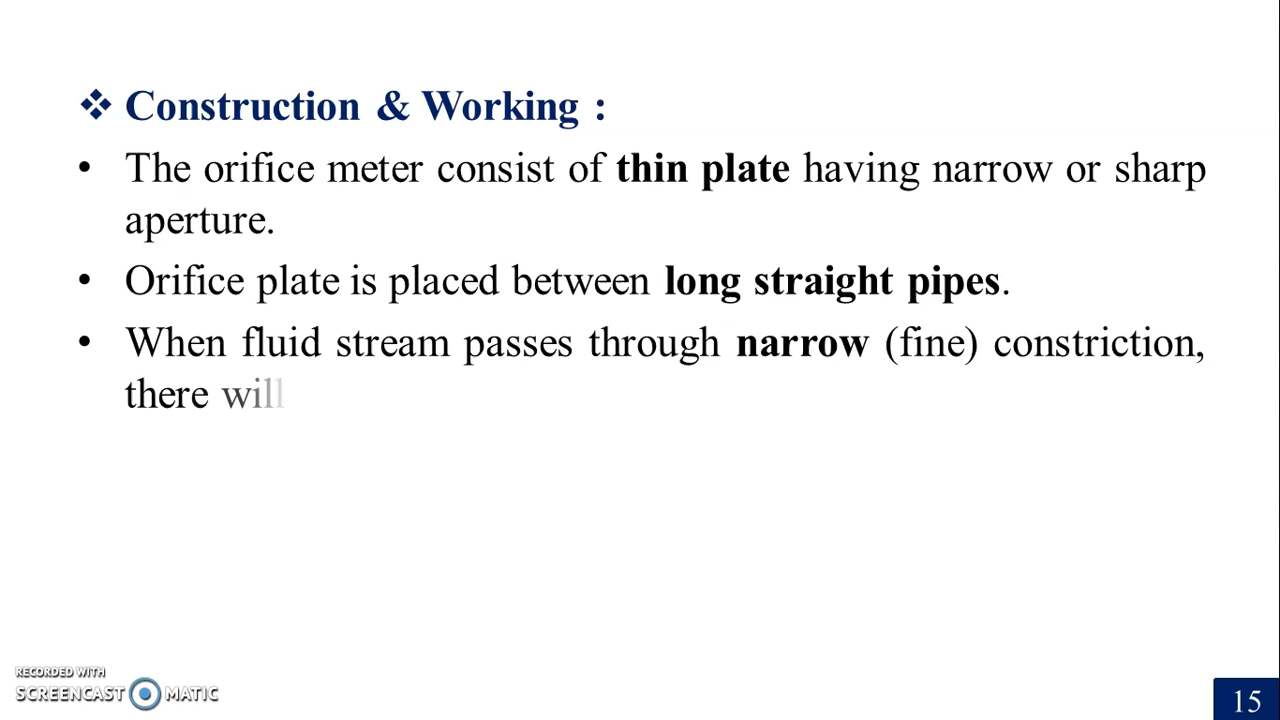 ❖ Construction & Working :
• The orifice meter consist of thin plate having narrow or sharp
aperture.
• Orifice plate is placed between long straight pipes.
• When fluid stream passes through narrow (fine) constriction,
there will
RECORDED WITH
SCREENCAST MATIC
15